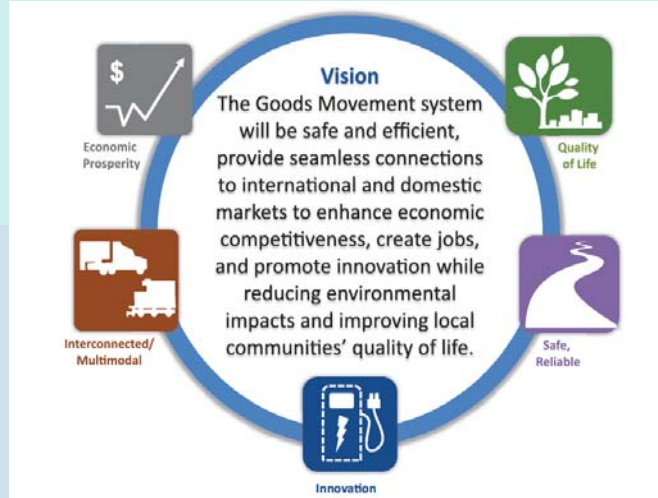 $
Economic
Prosperity
Vision
The Goods Movement system
will be safe and efficient,
provide seamless connections
to international and domestic
markets to enhance economic
competitiveness, create jobs,
and promote innovation while
reducing environmental
impacts and improving local
communities’ quality of life.
Quality
of Life
Interconnected/
Multimodal
Safe,
Reliable
Innovation